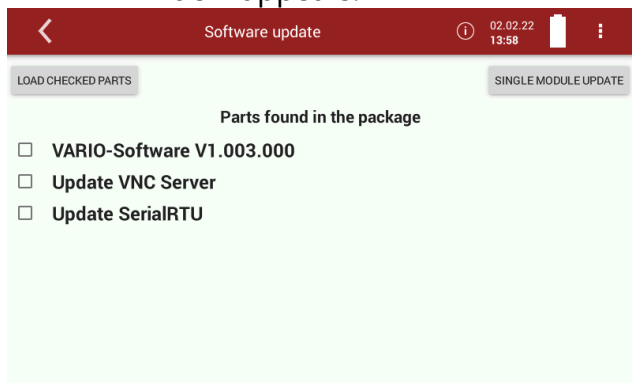 Software update
02.02.22
13:58
LOAD CHECKED PARTS
SINGLE MODULE UPDATE
Parts found in the package
VARIO-Software V1.003.000
Update VNC Server
Update SerialRTU